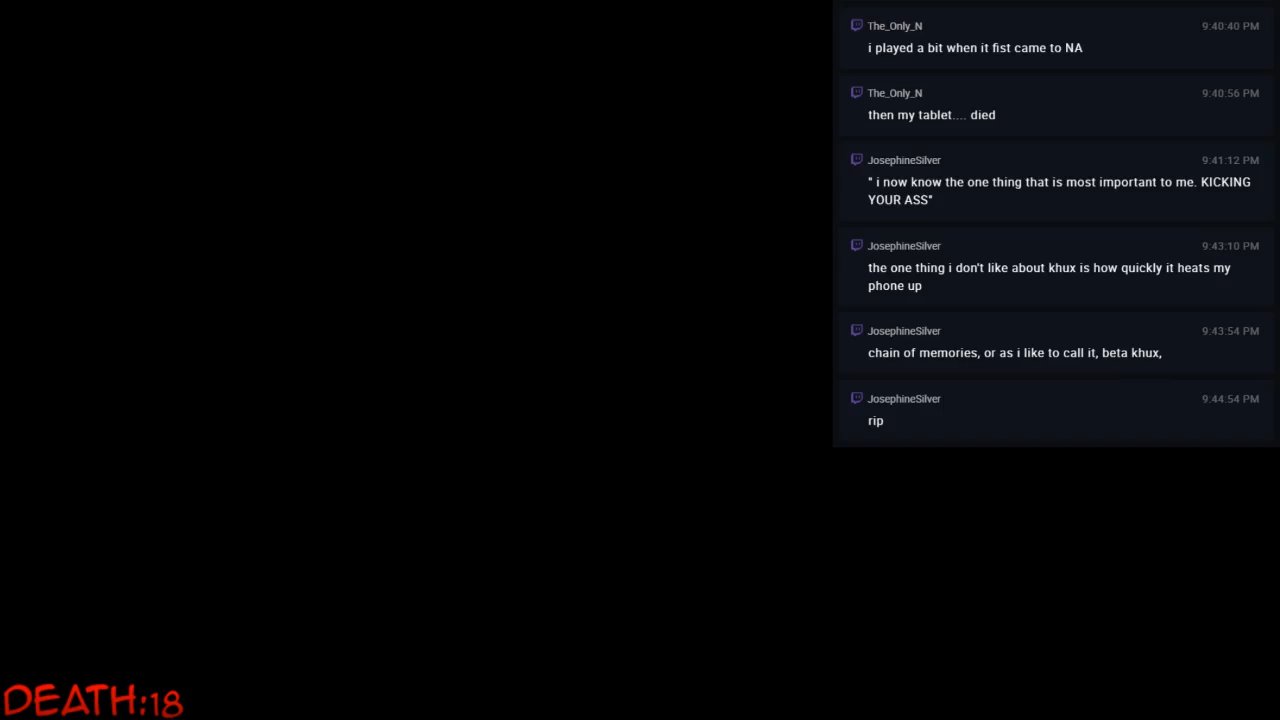 The_Only_N 9:40:40 PM
i played a bit when it fist came to NA
The_Only_N 9:40:56 PM
then my tablet.... died
JosephineSilver 9:41:12 PM
" i now know the one thing that is most important to me. KICKING
YOUR ASS"
JosephineSilver 9:43:10 PM
the one thing i don't like about khux is how quickly it heats my
phone up
JosephineSilver 9:43:54 PM
chain of memories, or as i like to call it, beta khux,
JosephineSilver 9:44:54 PM
rip
DEATH:18